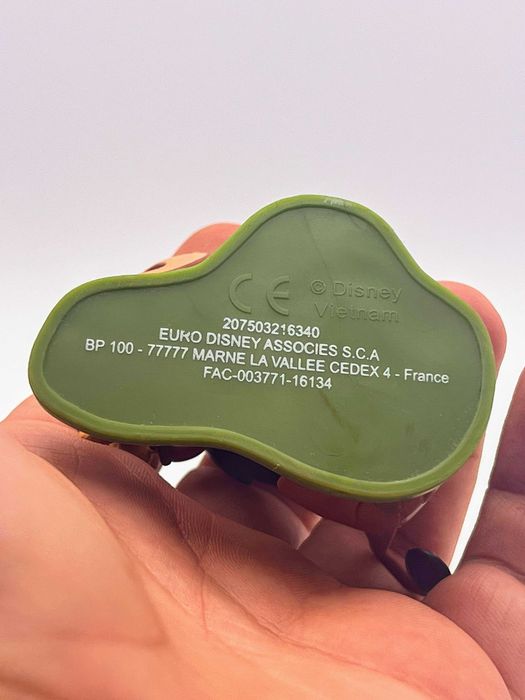 CE © Disney
Vietnam
207503216340
EURO DISNEY ASSOCIES S.C.A
BP 100 - 77777 MARNE LA VALLEE CEDEX 4 - France
FAC-003771-16134